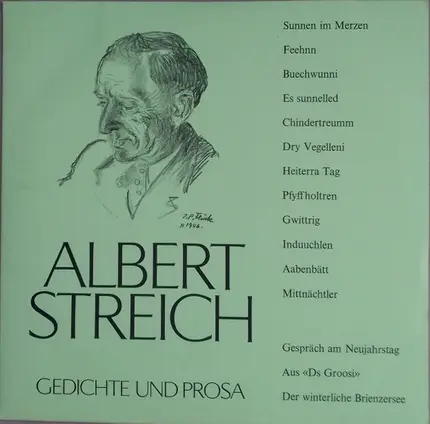 ALBERT
STREICH
GEDICHTE UND PROSA
Sunnen im Merzen
Feehnn
Buechwunni
Es sunnelled
Chindertreumm
Dry Vegelleni
Heiterra Tag
Pfyffholtren
Gwittrig
Induuchlen
Aabenbätt
Mittnächtler
Gespräch am Neujahrstag
Aus «Ds Groosi»
Der winterliche Brienzersee